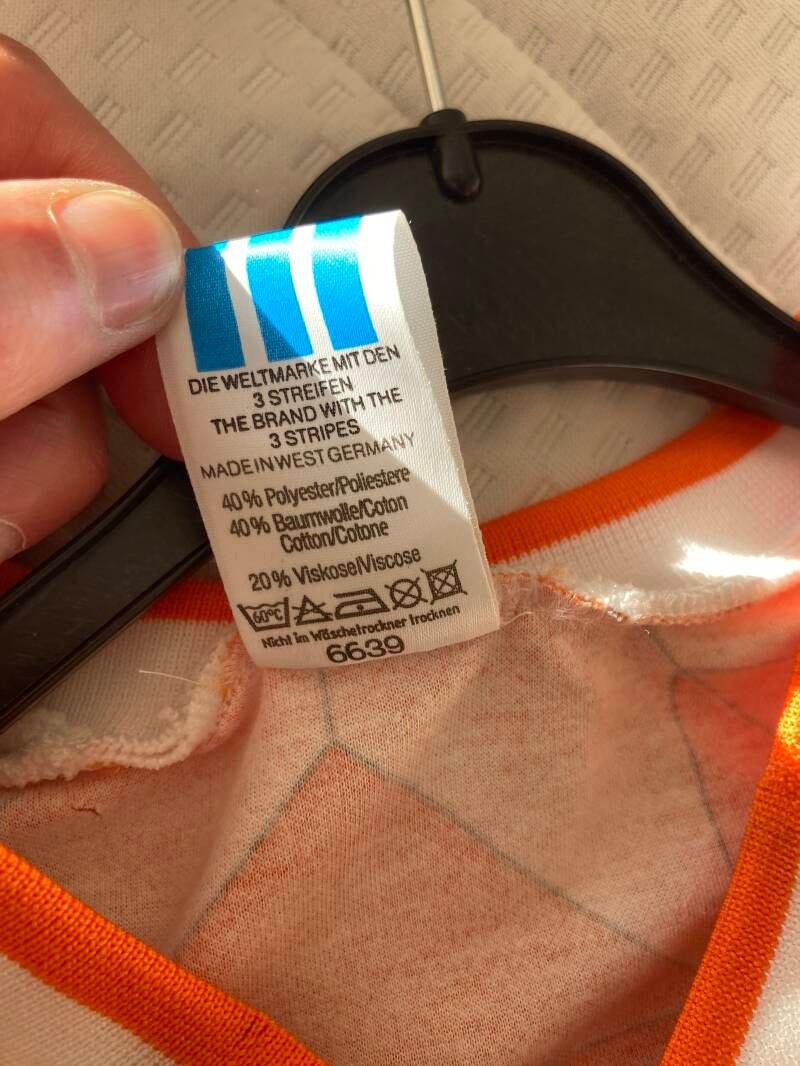 DIE WELTMARKE MIT DEN
3 STREIFEN
THE BRAND WITH THE
3 STRIPES
MADE IN WEST GERMANY
40% Polyester/Poliestere
40% Baumwolle/Coton
Cotton/Cotone
20% Viskose/Viscose
60°C
Nicht im Wäschetrockner trocknen
6639